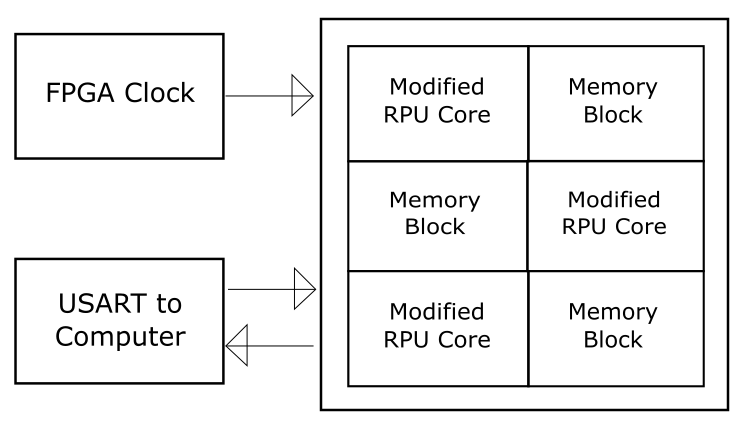 FPGA Clock
Modified
RPU Core
Memory
Block
Memory
Block
Modified
RPU Core
USART to
Computer
Modified
RPU Core
Memory
Block